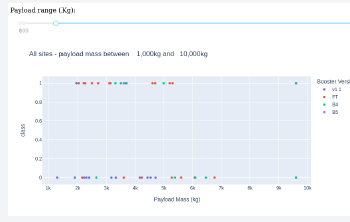 Payload range (Kg):
All sites - payload mass between 1,000kg and 10,000kg
Booster Versi
v1.1
FT
B4
B5
class
1
0.8
0.6
0.4
0.2
0
1k 2k 3k 4k 5k 6k 7k 8k 9k 10k
Payload Mass (kg)